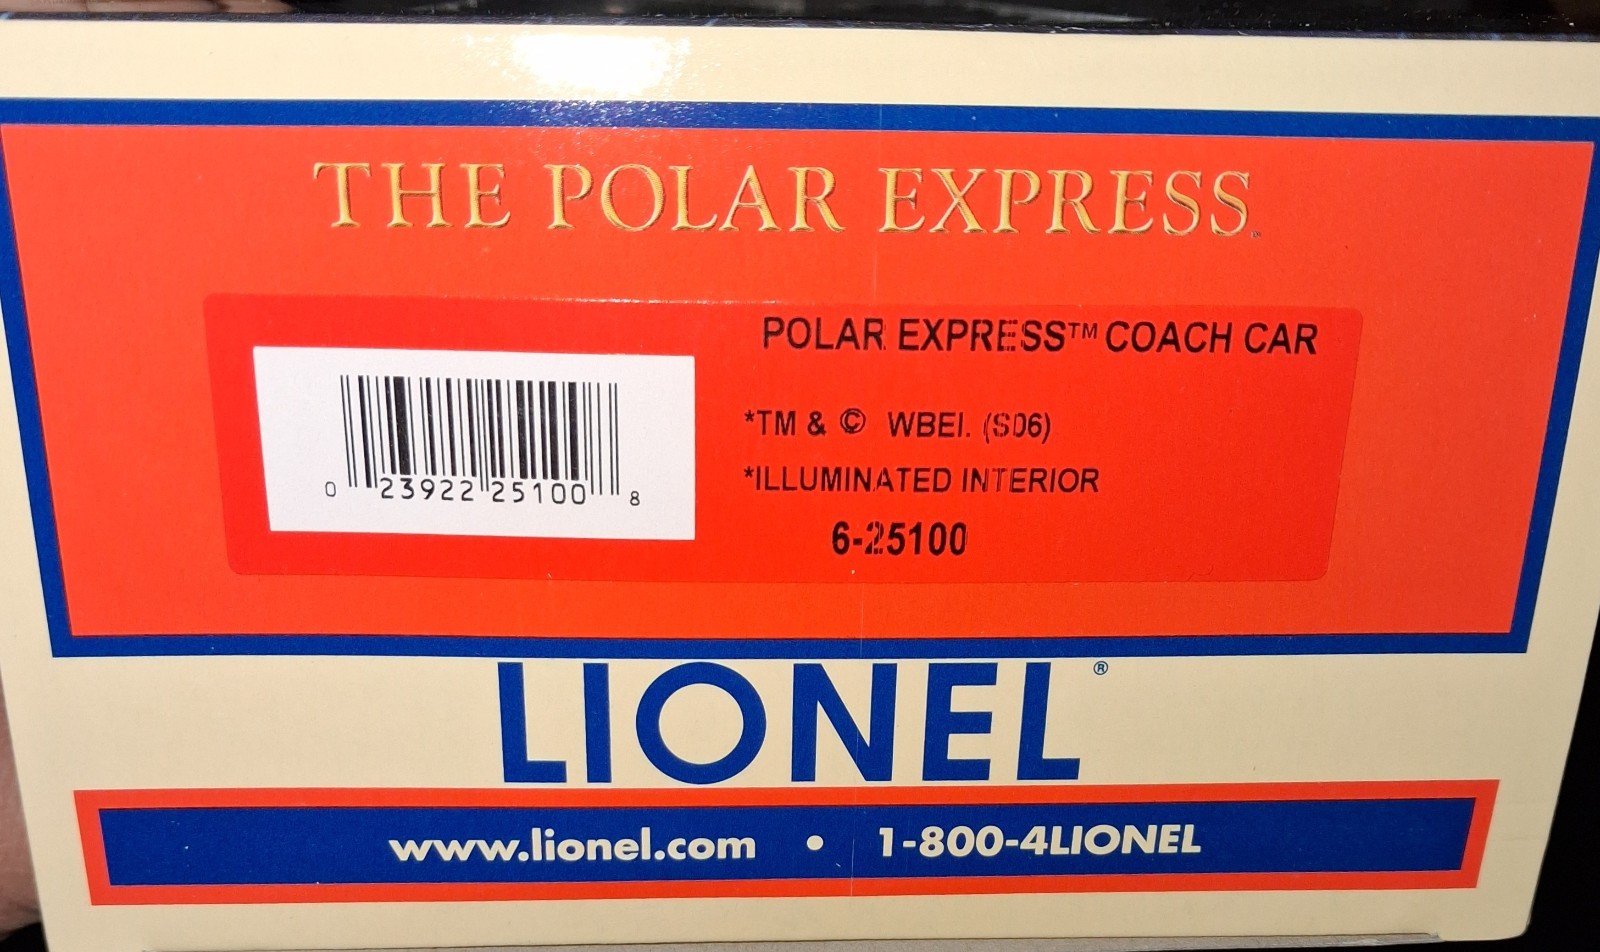 THE POLAR EXPRESS™
POLAR EXPRESS™ COACH CAR
*TM & © WBEI. (S06)
*ILLUMINATED INTERIOR
6-25100
0 23922 25100 8
LIONEL®
www.lionel.com • 1-800-4LIONEL